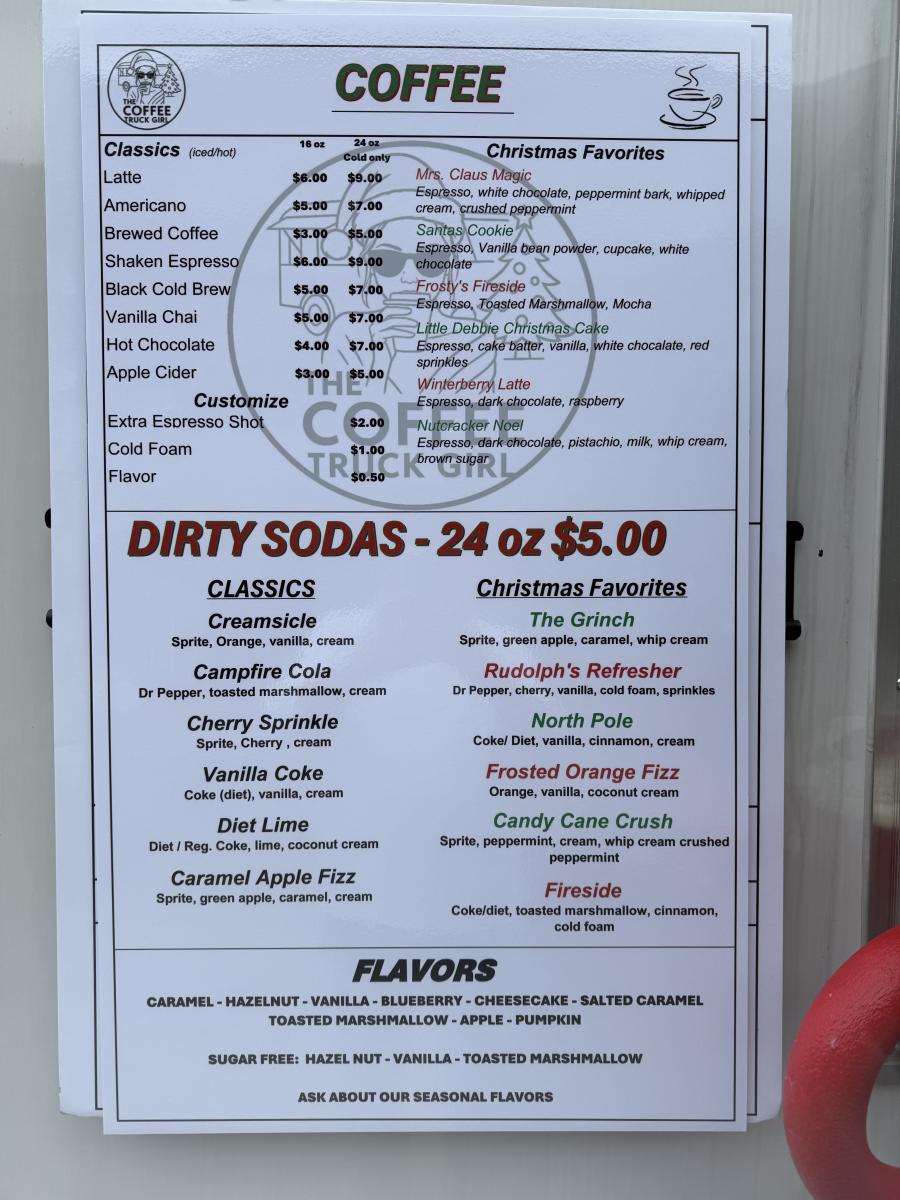 THE
COFFEE
TRUCK GIRL
COFFEE
Classics (iced/hot) 16 oz 24 oz
Cold only
Latte $6.00 $9.00
Americano $5.00 $7.00
Brewed Coffee $3.00 $5.00
Shaken Espresso $6.00 $9.00
Black Cold Brew $5.00 $7.00
Vanilla Chai $5.00 $7.00
Hot Chocolate $4.00 $7.00
Apple Cider $3.00 $5.00
Customize
Extra Espresso Shot $2.00
Cold Foam $1.00
Flavor $0.50
Christmas Favorites
Mrs. Claus Magic
Espresso, white chocolate, peppermint bark, whipped
cream, crushed peppermint
Santas Cookie
Espresso, Vanilla bean powder, cupcake, white
chocolate
Frosty's Fireside
Espresso, Toasted Marshmallow, Mocha
Little Debbie Christmas Cake
Espresso, cake batter, vanilla, white chocalate, red
sprinkles
Winterberry Latte
Espresso, dark chocolate, raspberry
Nutcracker Noel
Espresso, dark chocolate, pistachio, milk, whip cream,
brown sugar
THE
COFFEE
TRUCK GIRL
DIRTY SODAS - 24 oz $5.00
CLASSICS
Creamsicle
Sprite, Orange, vanilla, cream
Campfire Cola
Dr Pepper, toasted marshmallow, cream
Cherry Sprinkle
Sprite, Cherry , cream
Vanilla Coke
Coke (diet), vanilla, cream
Diet Lime
Diet / Reg. Coke, lime, coconut cream
Caramel Apple Fizz
Sprite, green apple, caramel, cream
Christmas Favorites
The Grinch
Sprite, green apple, caramel, whip cream
Rudolph's Refresher
Dr Pepper, cherry, vanilla, cold foam, sprinkles
North Pole
Coke/ Diet, vanilla, cinnamon, cream
Frosted Orange Fizz
Orange, vanilla, coconut cream
Candy Cane Crush
Sprite, peppermint, cream, whip cream crushed
peppermint
Fireside
Coke/diet, toasted marshmallow, cinnamon,
cold foam
FLAVORS
CARAMEL - HAZELNUT - VANILLA - BLUEBERRY - CHEESECAKE - SALTED CARAMEL
TOASTED MARSHMALLOW - APPLE - PUMPKIN
SUGAR FREE: HAZEL NUT - VANILLA - TOASTED MARSHMALLOW
ASK ABOUT OUR SEASONAL FLAVORS